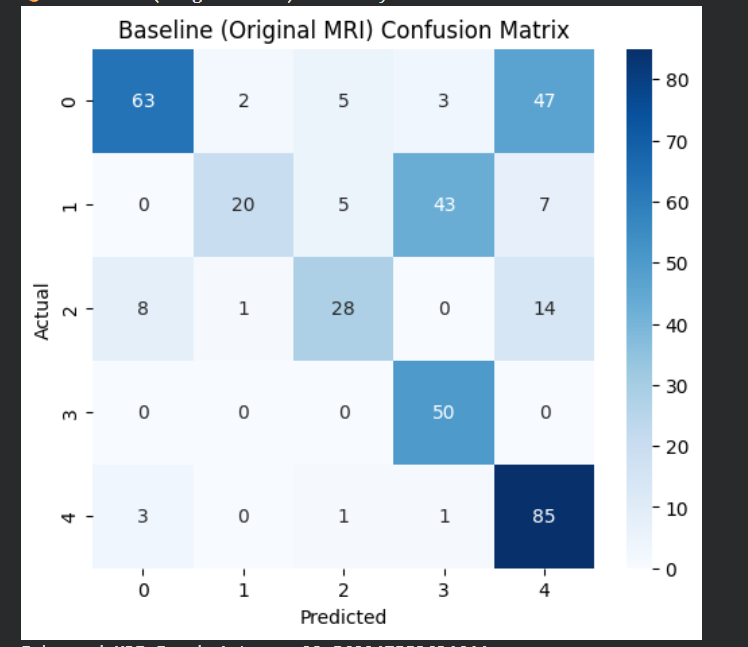 Baseline (Original MRI) Confusion Matrix
0 63 2 5 3 47
1 0 20 5 43 7
2 8 1 28 0 14
3 0 0 0 50 0
4 3 0 1 1 85
0 1 2 3 4
Predicted
Actual
80
70
60
50
40
30
20
10
0